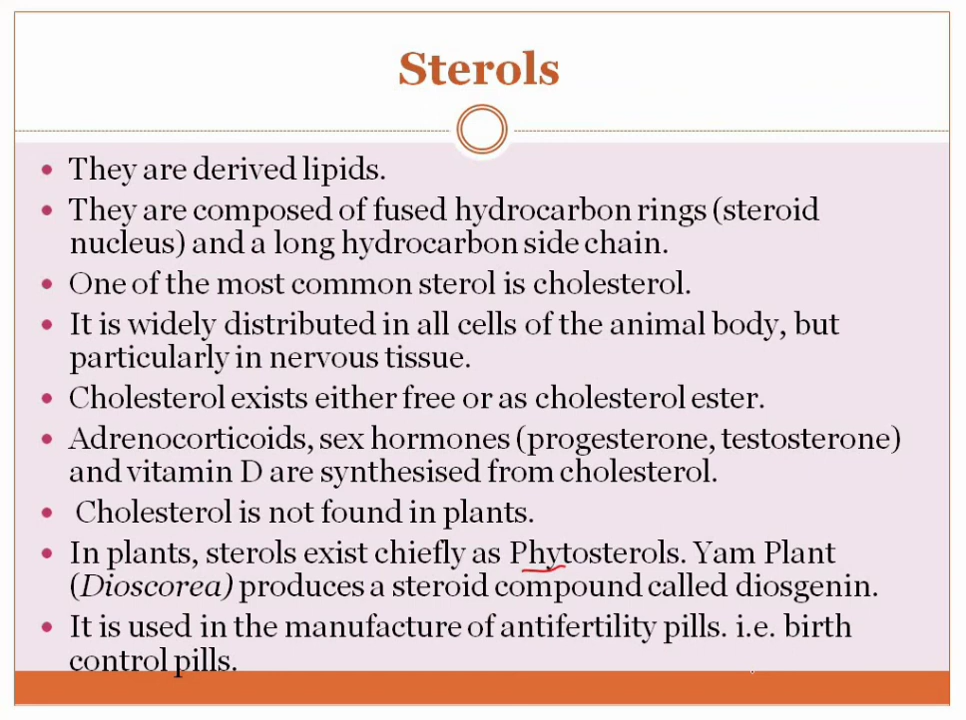 Sterols
• They are derived lipids.
• They are composed of fused hydrocarbon rings (steroid
nucleus) and a long hydrocarbon side chain.
• One of the most common sterol is cholesterol.
• It is widely distributed in all cells of the animal body, but
particularly in nervous tissue.
• Cholesterol exists either free or as cholesterol ester.
• Adrenocorticoids, sex hormones (progesterone, testosterone)
and vitamin D are synthesised from cholesterol.
• Cholesterol is not found in plants.
• In plants, sterols exist chiefly as Phytosterols. Yam Plant
(Dioscorea) produces a steroid compound called diosgenin.
• It is used in the manufacture of antifertility pills. i.e. birth
control pills.